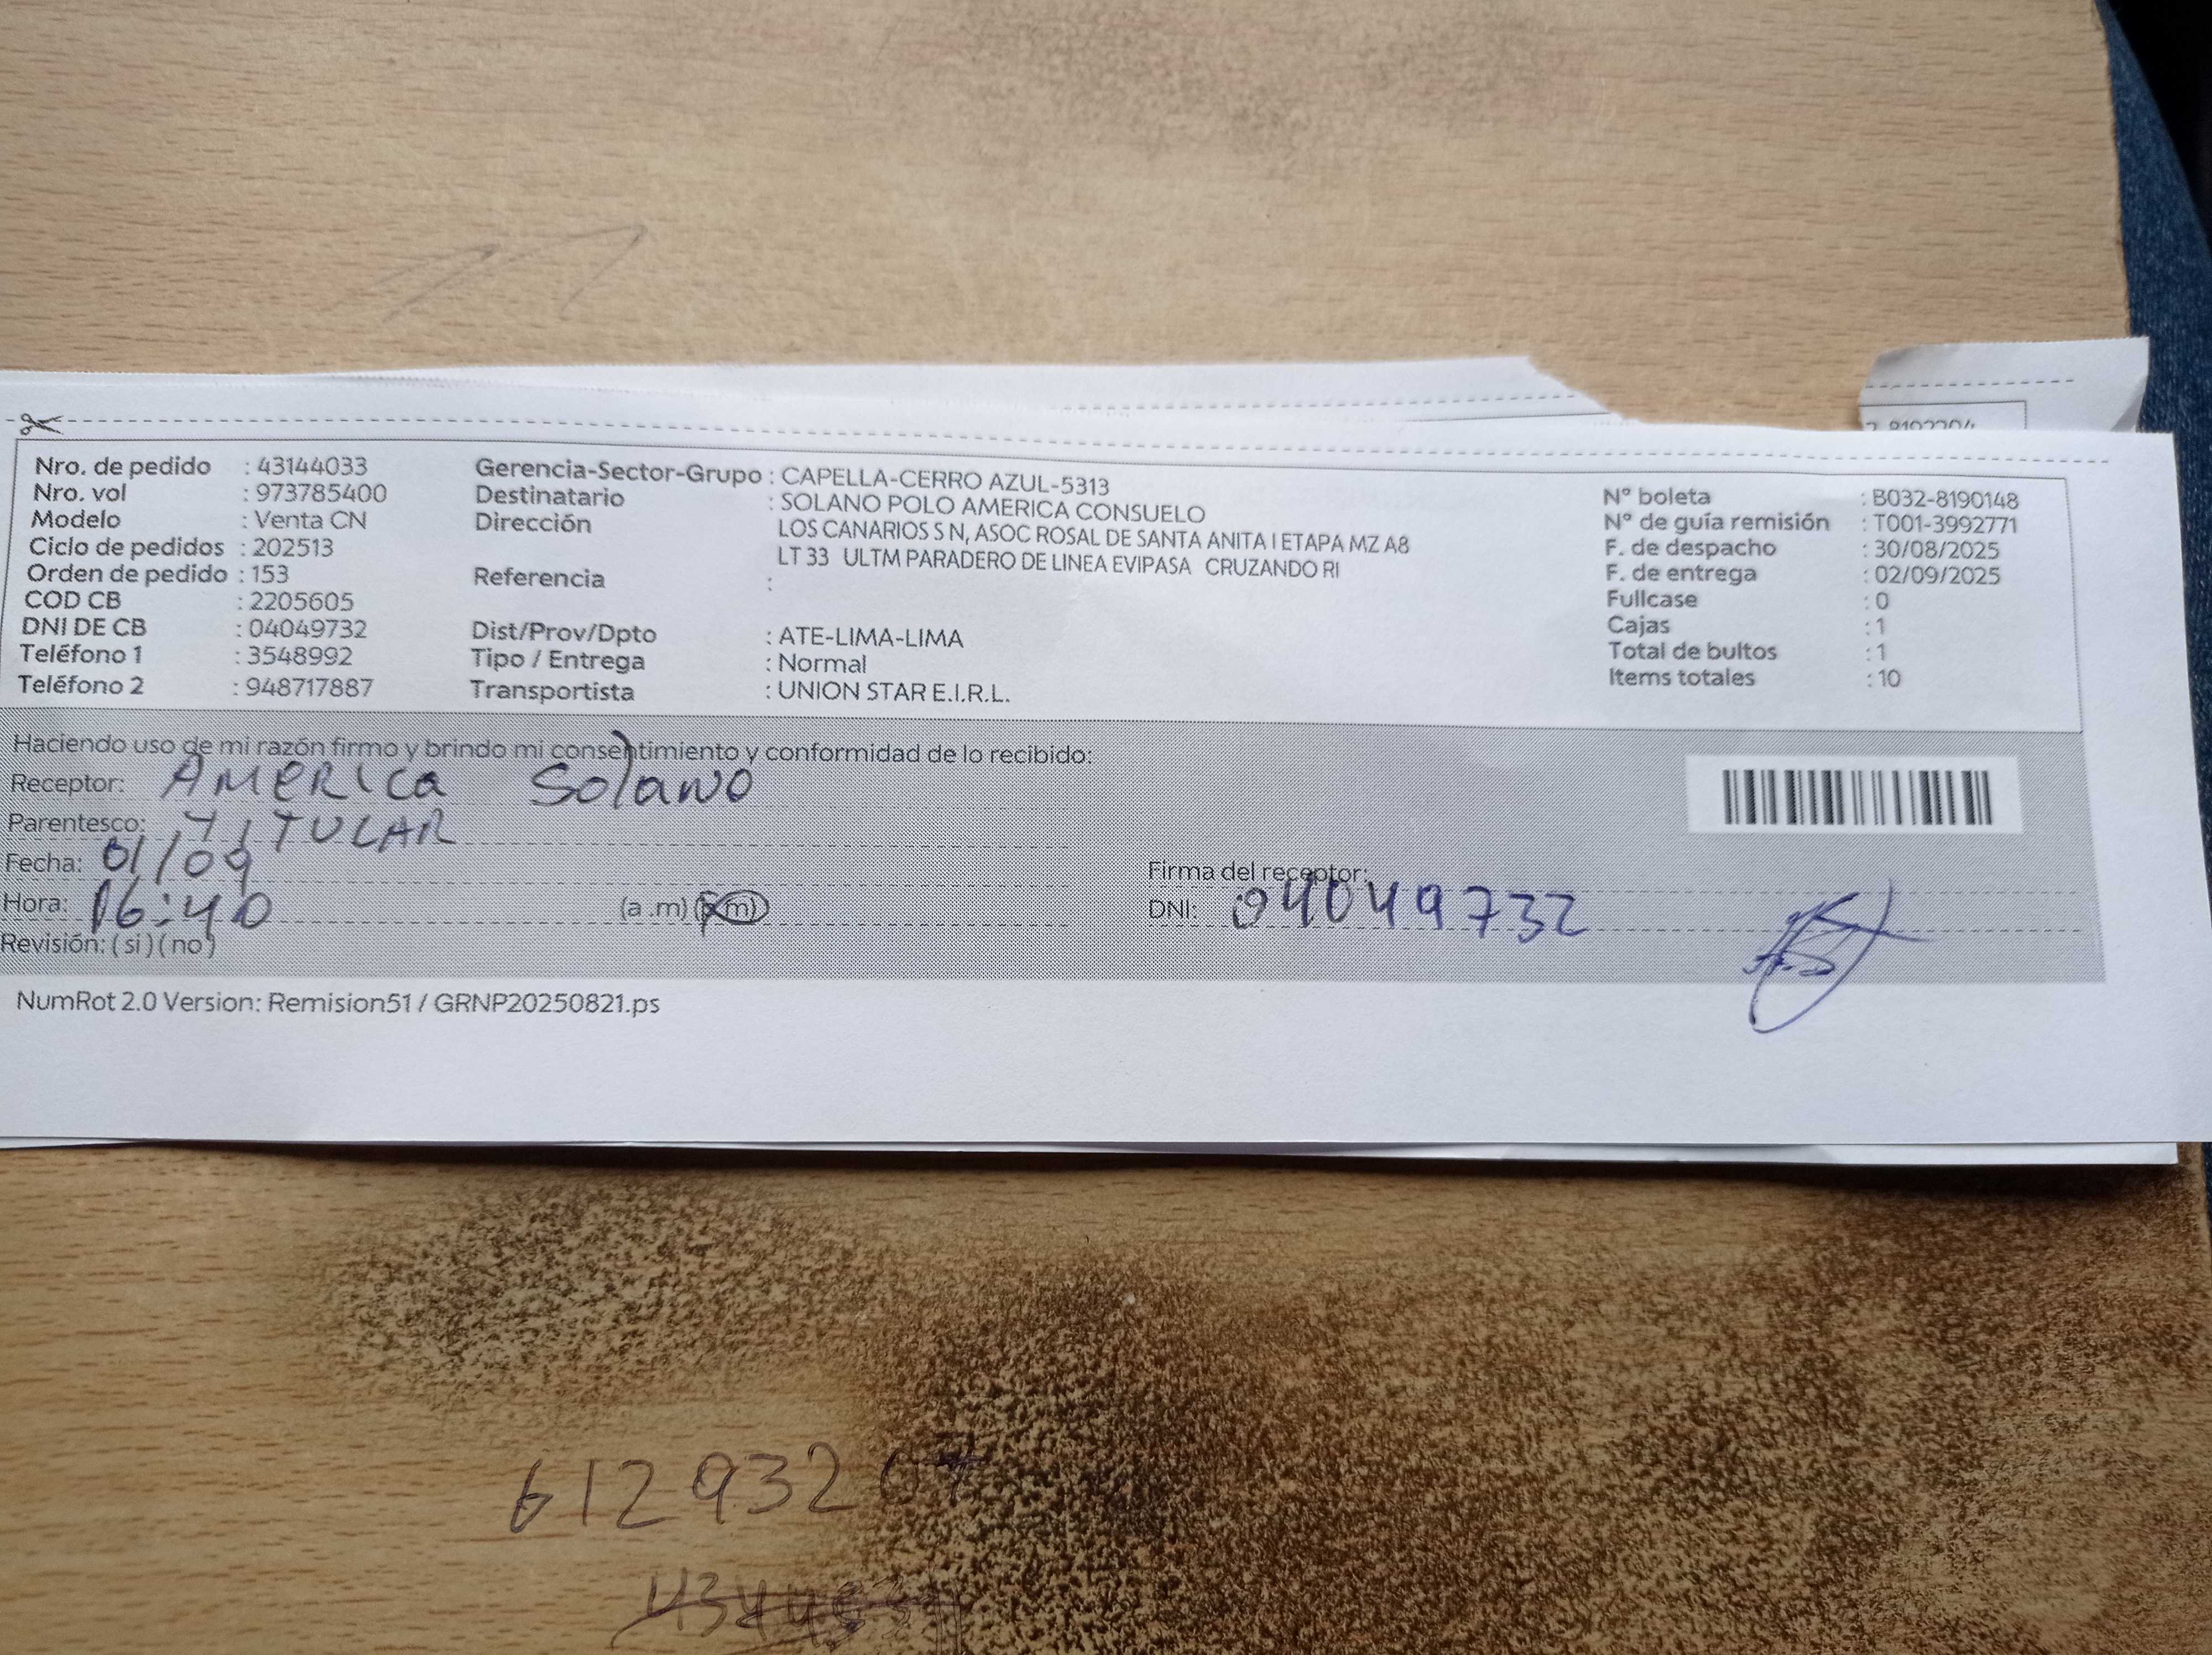 Nro. de pedido : 43144033
Nro. vol : 973785400
Modelo : Venta CN
Ciclo de pedidos : 202513
Orden de pedido : 153
COD CB : 2205605
DNI DE CB : 04049732
Teléfono 1 : 3548992
Teléfono 2 : 948717887
Gerencia-Sector-Grupo : CAPELLA-CERRO AZUL-5313
Destinatario : SOLANO POLO AMERICA CONSUELO
Dirección LOS CANARIOS S N, ASOC ROSAL DE SANTA ANITA I ETAPA MZ A8
LT 33 ULTM PARADERO DE LINEA EVIPASA CRUZANDO RI
Referencia :
Dist/Prov/Dpto : ATE-LIMA-LIMA
Tipo / Entrega : Normal
Transportista : UNION STAR E.I.R.L.
N° boleta : B032-8190148
N° de guía remisión : T001-3992771
F. de despacho : 30/08/2025
F. de entrega : 02/09/2025
Fullcase : 0
Cajas : 1
Total de bultos : 1
Items totales : 10
Haciendo uso de mi razón firmo y brindo mi consentimiento y conformidad de lo recibido:
Receptor: AMERICA Solano
Parentesco: TITULAR
Fecha: 01/09
Hora: 16:40 (a .m) (p m)
Revisión: ( si ) ( no )
Firma del receptor:
DNI: 04049732
NumRot 2.0 Version: Remision51 / GRNP20250821.ps